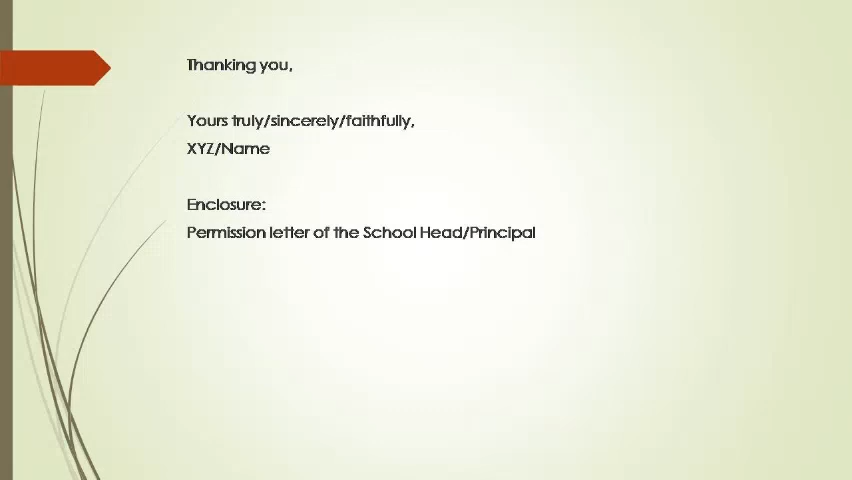 Thanking you,
Yours truly/sincerely/faithfully,
XYZ/Name
Enclosure:
Permission letter of the School Head/Principal